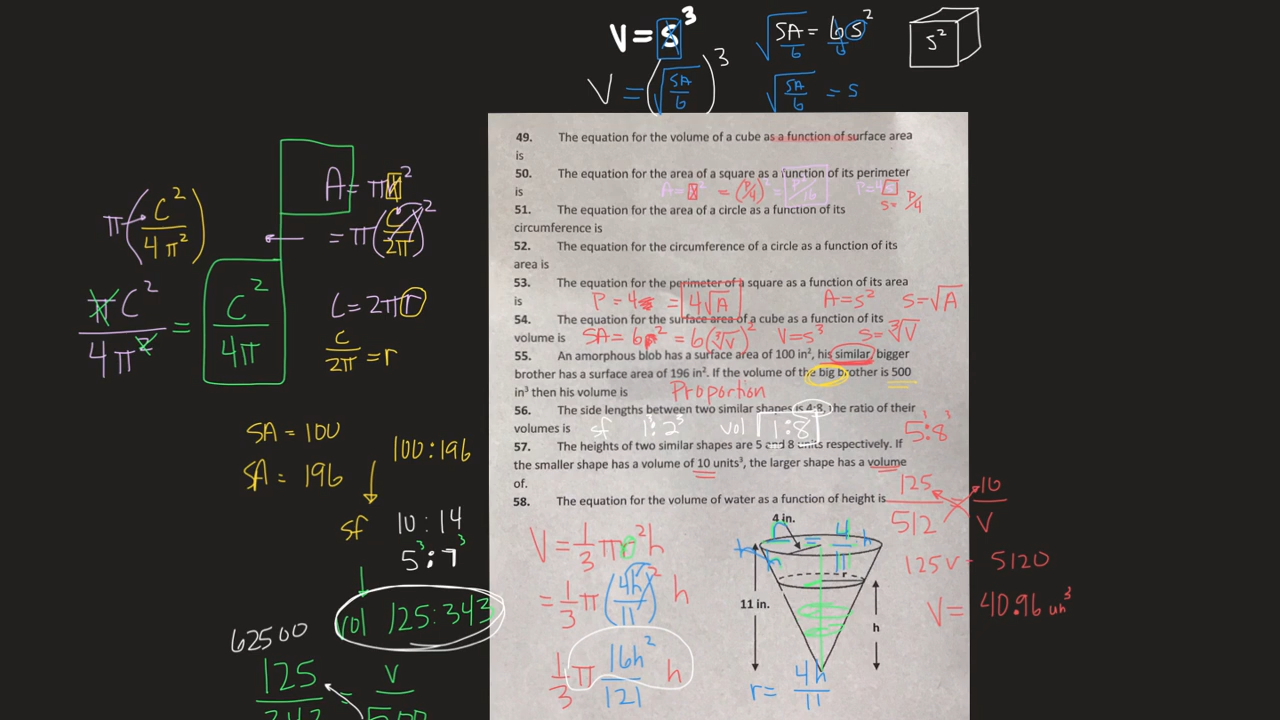 V = s³
√SA/6 = 6s²/6
s²
V = (√SA/6)³
√SA/6 = s
49. The equation for the volume of a cube as a function of surface area
is
50. The equation for the area of a square as a function of its perimeter
is
A = s² = (P/4)² = P²/16
P = 4s
s = P/4
51. The equation for the area of a circle as a function of its
circumference is
52. The equation for the circumference of a circle as a function of its
area is
53. The equation for the perimeter of a square as a function of its area
is
P = 4s = 4√A
A = s²
s = √A
54. The equation for the surface area of a cube as a function of its
volume is
SA = 6s² = 6(∛V)²
V = s³
s = ∛V
55. An amorphous blob has a surface area of 100 in², his similar, bigger
brother has a surface area of 196 in². If the volume of the big brother is 500
in³ then his volume is
Proportion
56. The side lengths between two similar shapes is 4:8, the ratio of their
volumes is
sf 1³:2³
vol 1:8
57. The heights of two similar shapes are 5 and 8 units respectively. If
the smaller shape has a volume of 10 units³, the larger shape has a volume
of.
58. The equation for the volume of water as a function of height is
A = πr²
= π(C/2π)²
π(C²/4π²)
C = 2πr
C/2π = r
πC²/4π² = C²/4π
SA = 100
SA = 196
100:196
sf 10:14
5³:7³
vol 125:343
62500
125/343 = V/500
5³:8³
125/512 = 10/V
125V = 5120
V = 40.96 un³
V = 1/3 πr²h
= 1/3 π(4h/11)² h
1/3 π 16h²/121 h
4 in.
r/h = 4/11 h
r
11 in.
h
r = 4h/11